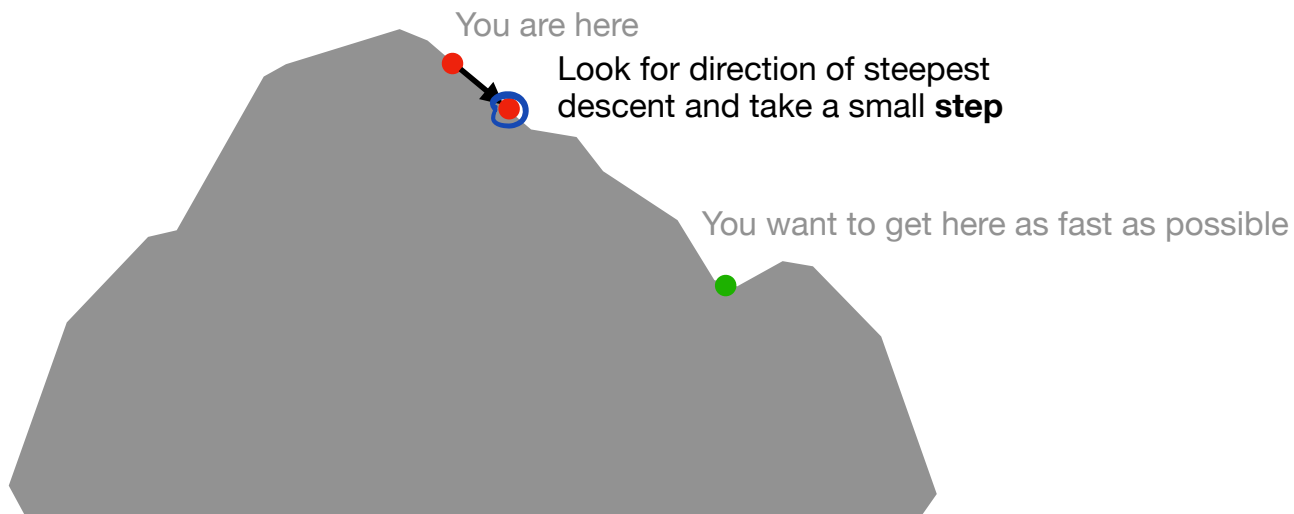 You are here
Look for direction of steepest
descent and take a small step
You want to get here as fast as possible